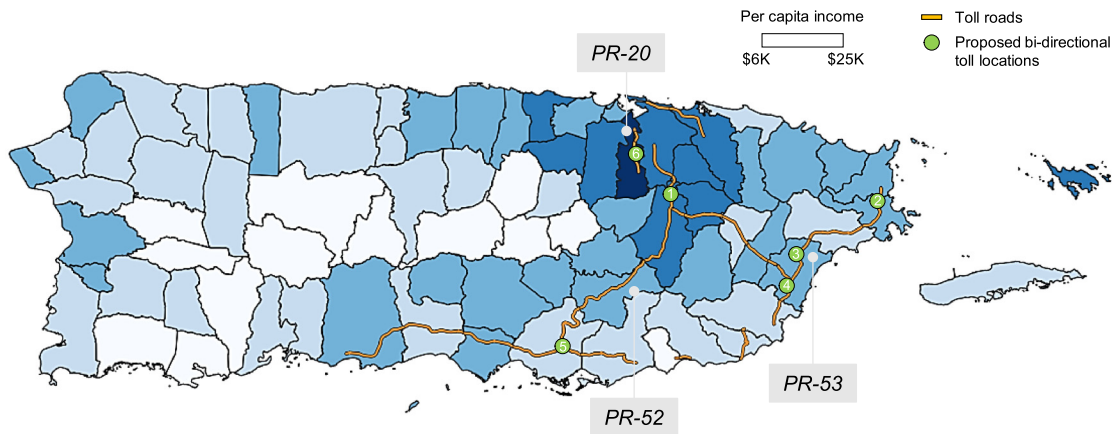 Per capita income
$6K
$25K
Toll roads
Proposed bi-directional
toll locations
PR-20
6
1
2
3
4
5
PR-53
PR-52